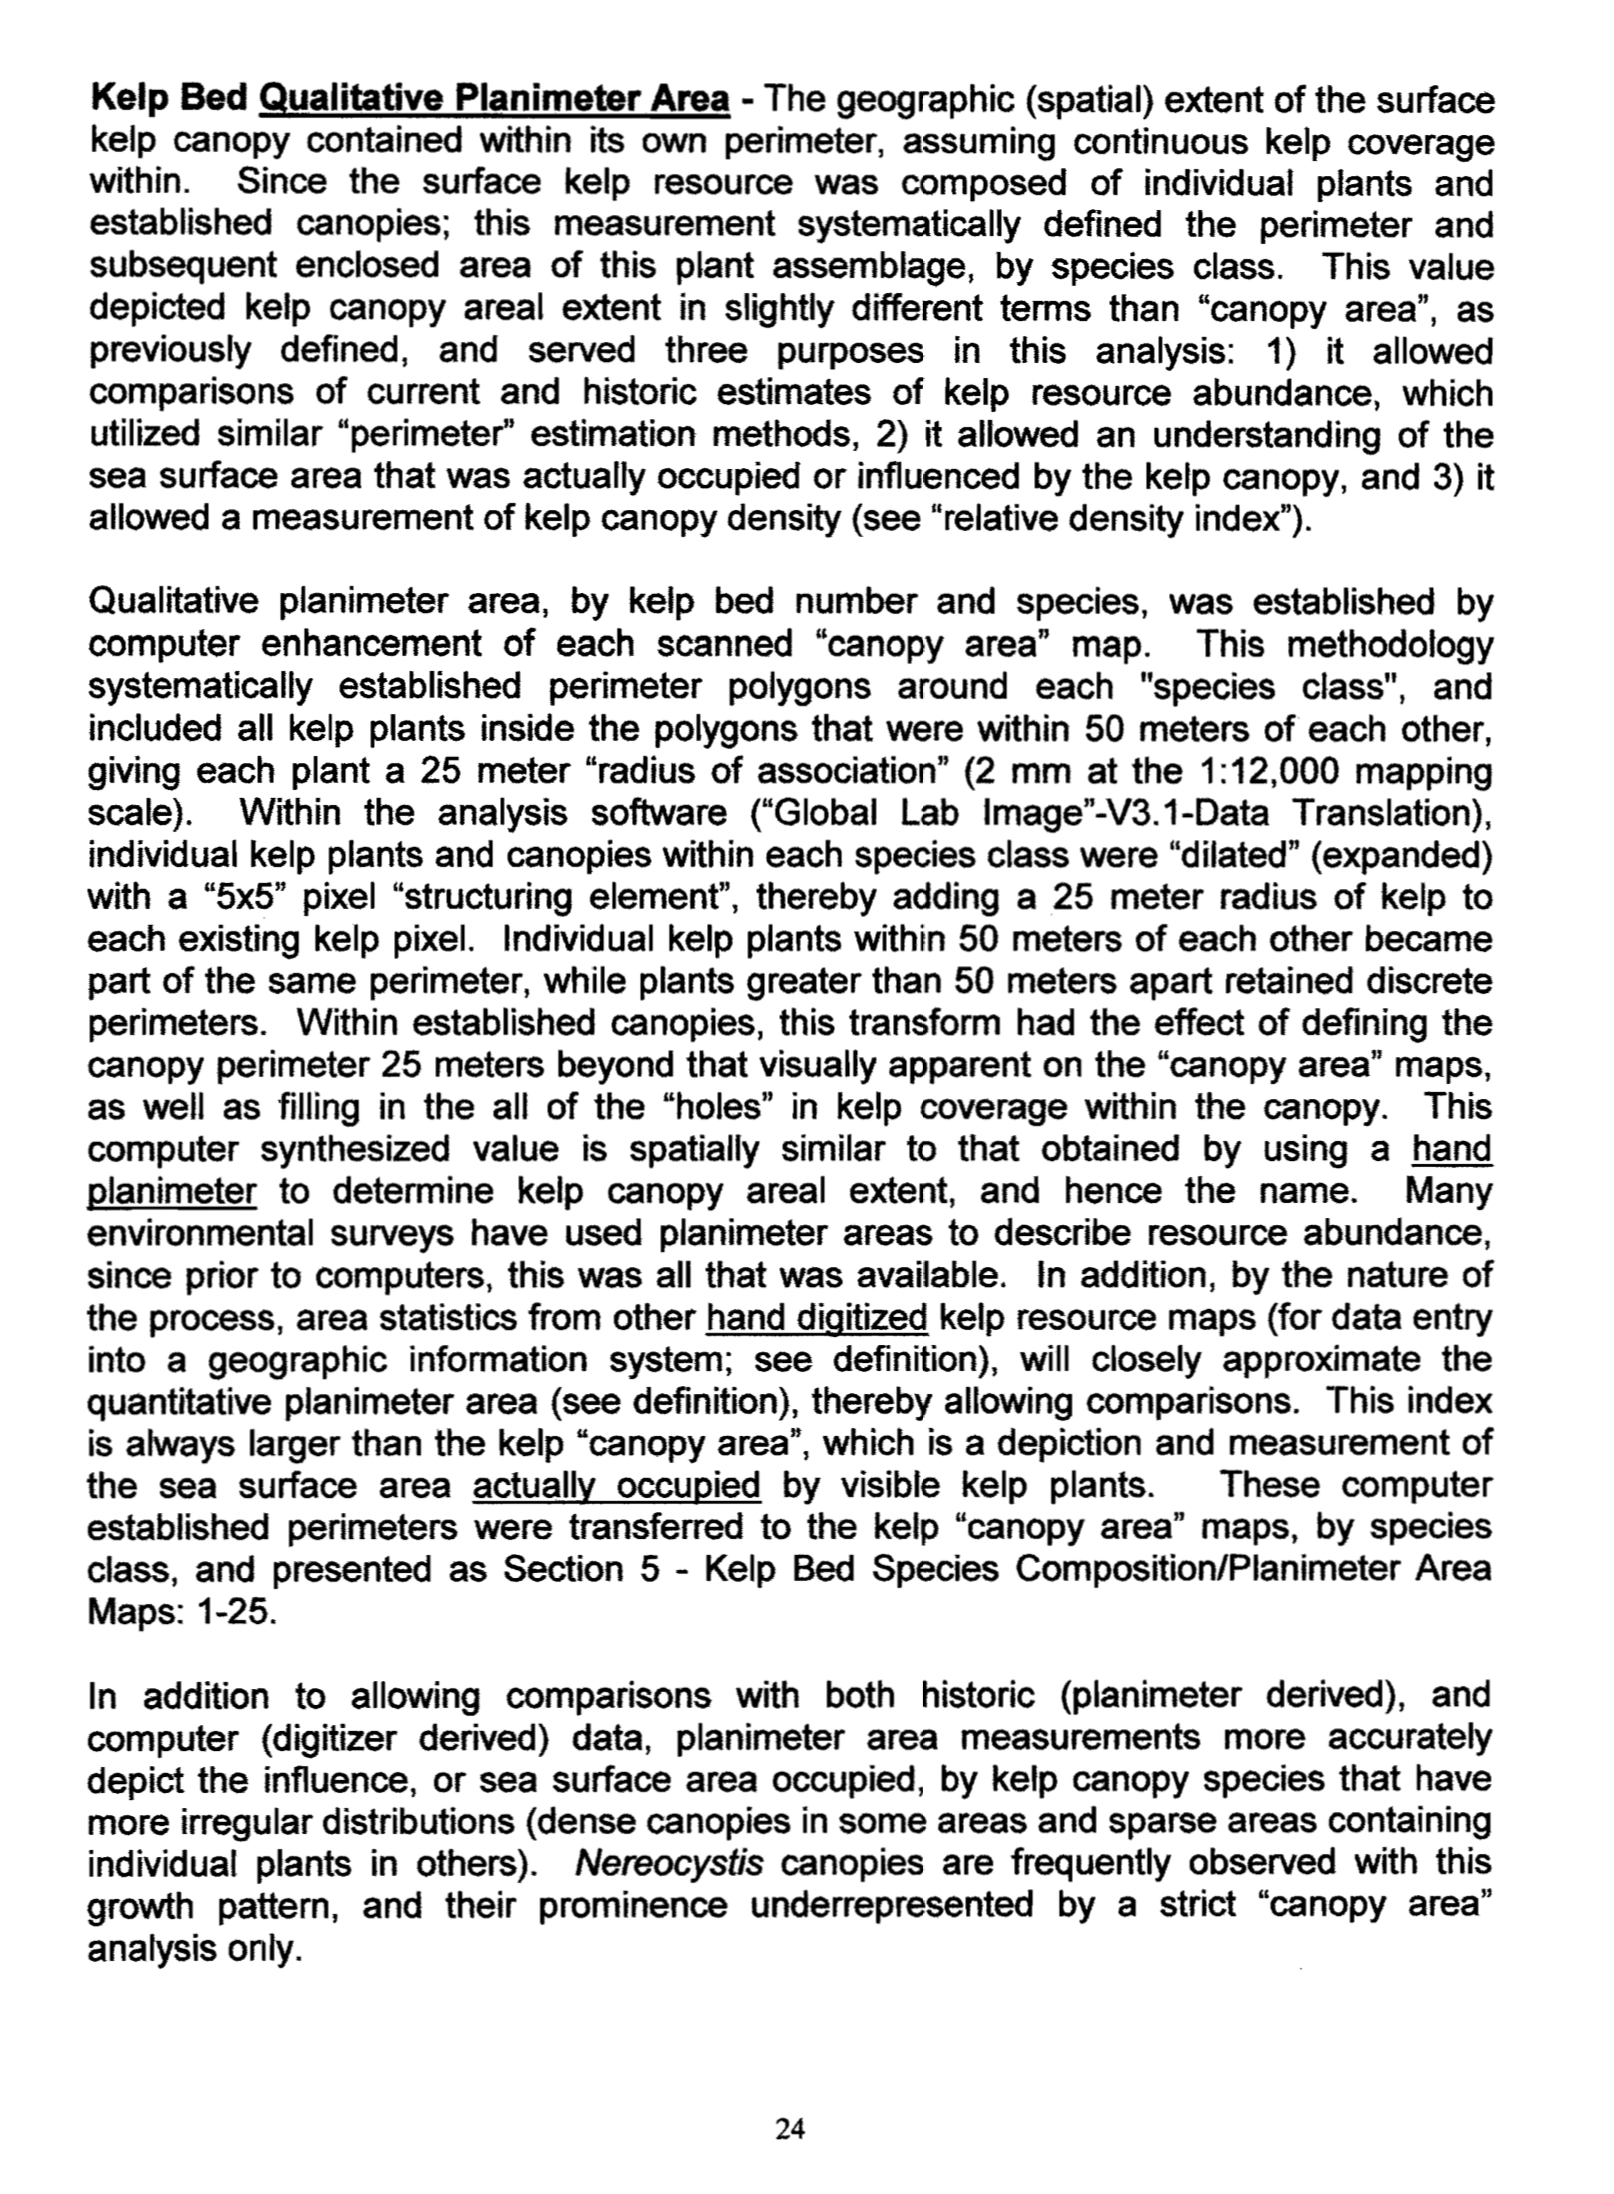 Kelp Bed Qualitative Planimeter Area - The geographic (spatial) extent of the surface
kelp canopy contained within its own perimeter, assuming continuous kelp coverage
within. Since the surface kelp resource was composed of individual plants and
established canopies; this measurement systematically defined the perimeter and
subsequent enclosed area of this plant assemblage, by species class. This value
depicted kelp canopy areal extent in slightly different terms than “canopy area”, as
previously defined, and served three purposes in this analysis: 1) it allowed
comparisons of current and historic estimates of kelp resource abundance, which
utilized similar “perimeter” estimation methods, 2) it allowed an understanding of the
sea surface area that was actually occupied or influenced by the kelp canopy, and 3) it
allowed a measurement of kelp canopy density (see “relative density index”).
Qualitative planimeter area, by kelp bed number and species, was established by
computer enhancement of each scanned “canopy area” map. This methodology
systematically established perimeter polygons around each "species class", and
included all kelp plants inside the polygons that were within 50 meters of each other,
giving each plant a 25 meter “radius of association” (2 mm at the 1:12,000 mapping
scale). Within the analysis software (“Global Lab Image”-V3.1-Data Translation),
individual kelp plants and canopies within each species class were “dilated” (expanded)
with a “5x5” pixel “structuring element”, thereby adding a 25 meter radius of kelp to
each existing kelp pixel. Individual kelp plants within 50 meters of each other became
part of the same perimeter, while plants greater than 50 meters apart retained discrete
perimeters. Within established canopies, this transform had the effect of defining the
canopy perimeter 25 meters beyond that visually apparent on the “canopy area” maps,
as well as filling in the all of the “holes” in kelp coverage within the canopy. This
computer synthesized value is spatially similar to that obtained by using a hand
planimeter to determine kelp canopy areal extent, and hence the name. Many
environmental surveys have used planimeter areas to describe resource abundance,
since prior to computers, this was all that was available. In addition, by the nature of
the process, area statistics from other hand digitized kelp resource maps (for data entry
into a geographic information system; see definition), will closely approximate the
quantitative planimeter area (see definition), thereby allowing comparisons. This index
is always larger than the kelp “canopy area”, which is a depiction and measurement of
the sea surface area actually occupied by visible kelp plants. These computer
established perimeters were transferred to the kelp “canopy area” maps, by species
class, and presented as Section 5 - Kelp Bed Species Composition/Planimeter Area
Maps: 1-25.
In addition to allowing comparisons with both historic (planimeter derived), and
computer (digitizer derived) data, planimeter area measurements more accurately
depict the influence, or sea surface area occupied, by kelp canopy species that have
more irregular distributions (dense canopies in some areas and sparse areas containing
individual plants in others). Nereocystis canopies are frequently observed with this
growth pattern, and their prominence underrepresented by a strict “canopy area”
analysis only.
24